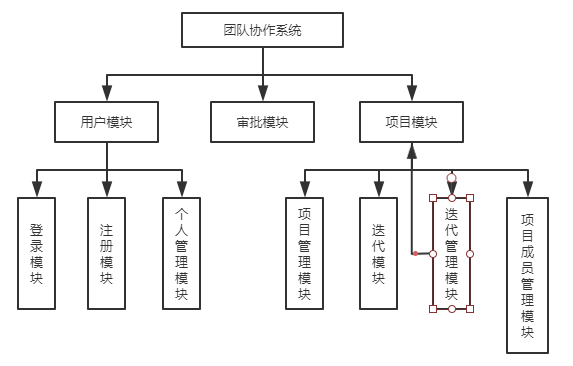 团队协作系统
用户模块
审批模块
项目模块
登录模块
注册模块
个人管理模块
项目管理模块
迭代模块
迭代管理模块
项目成员管理模块